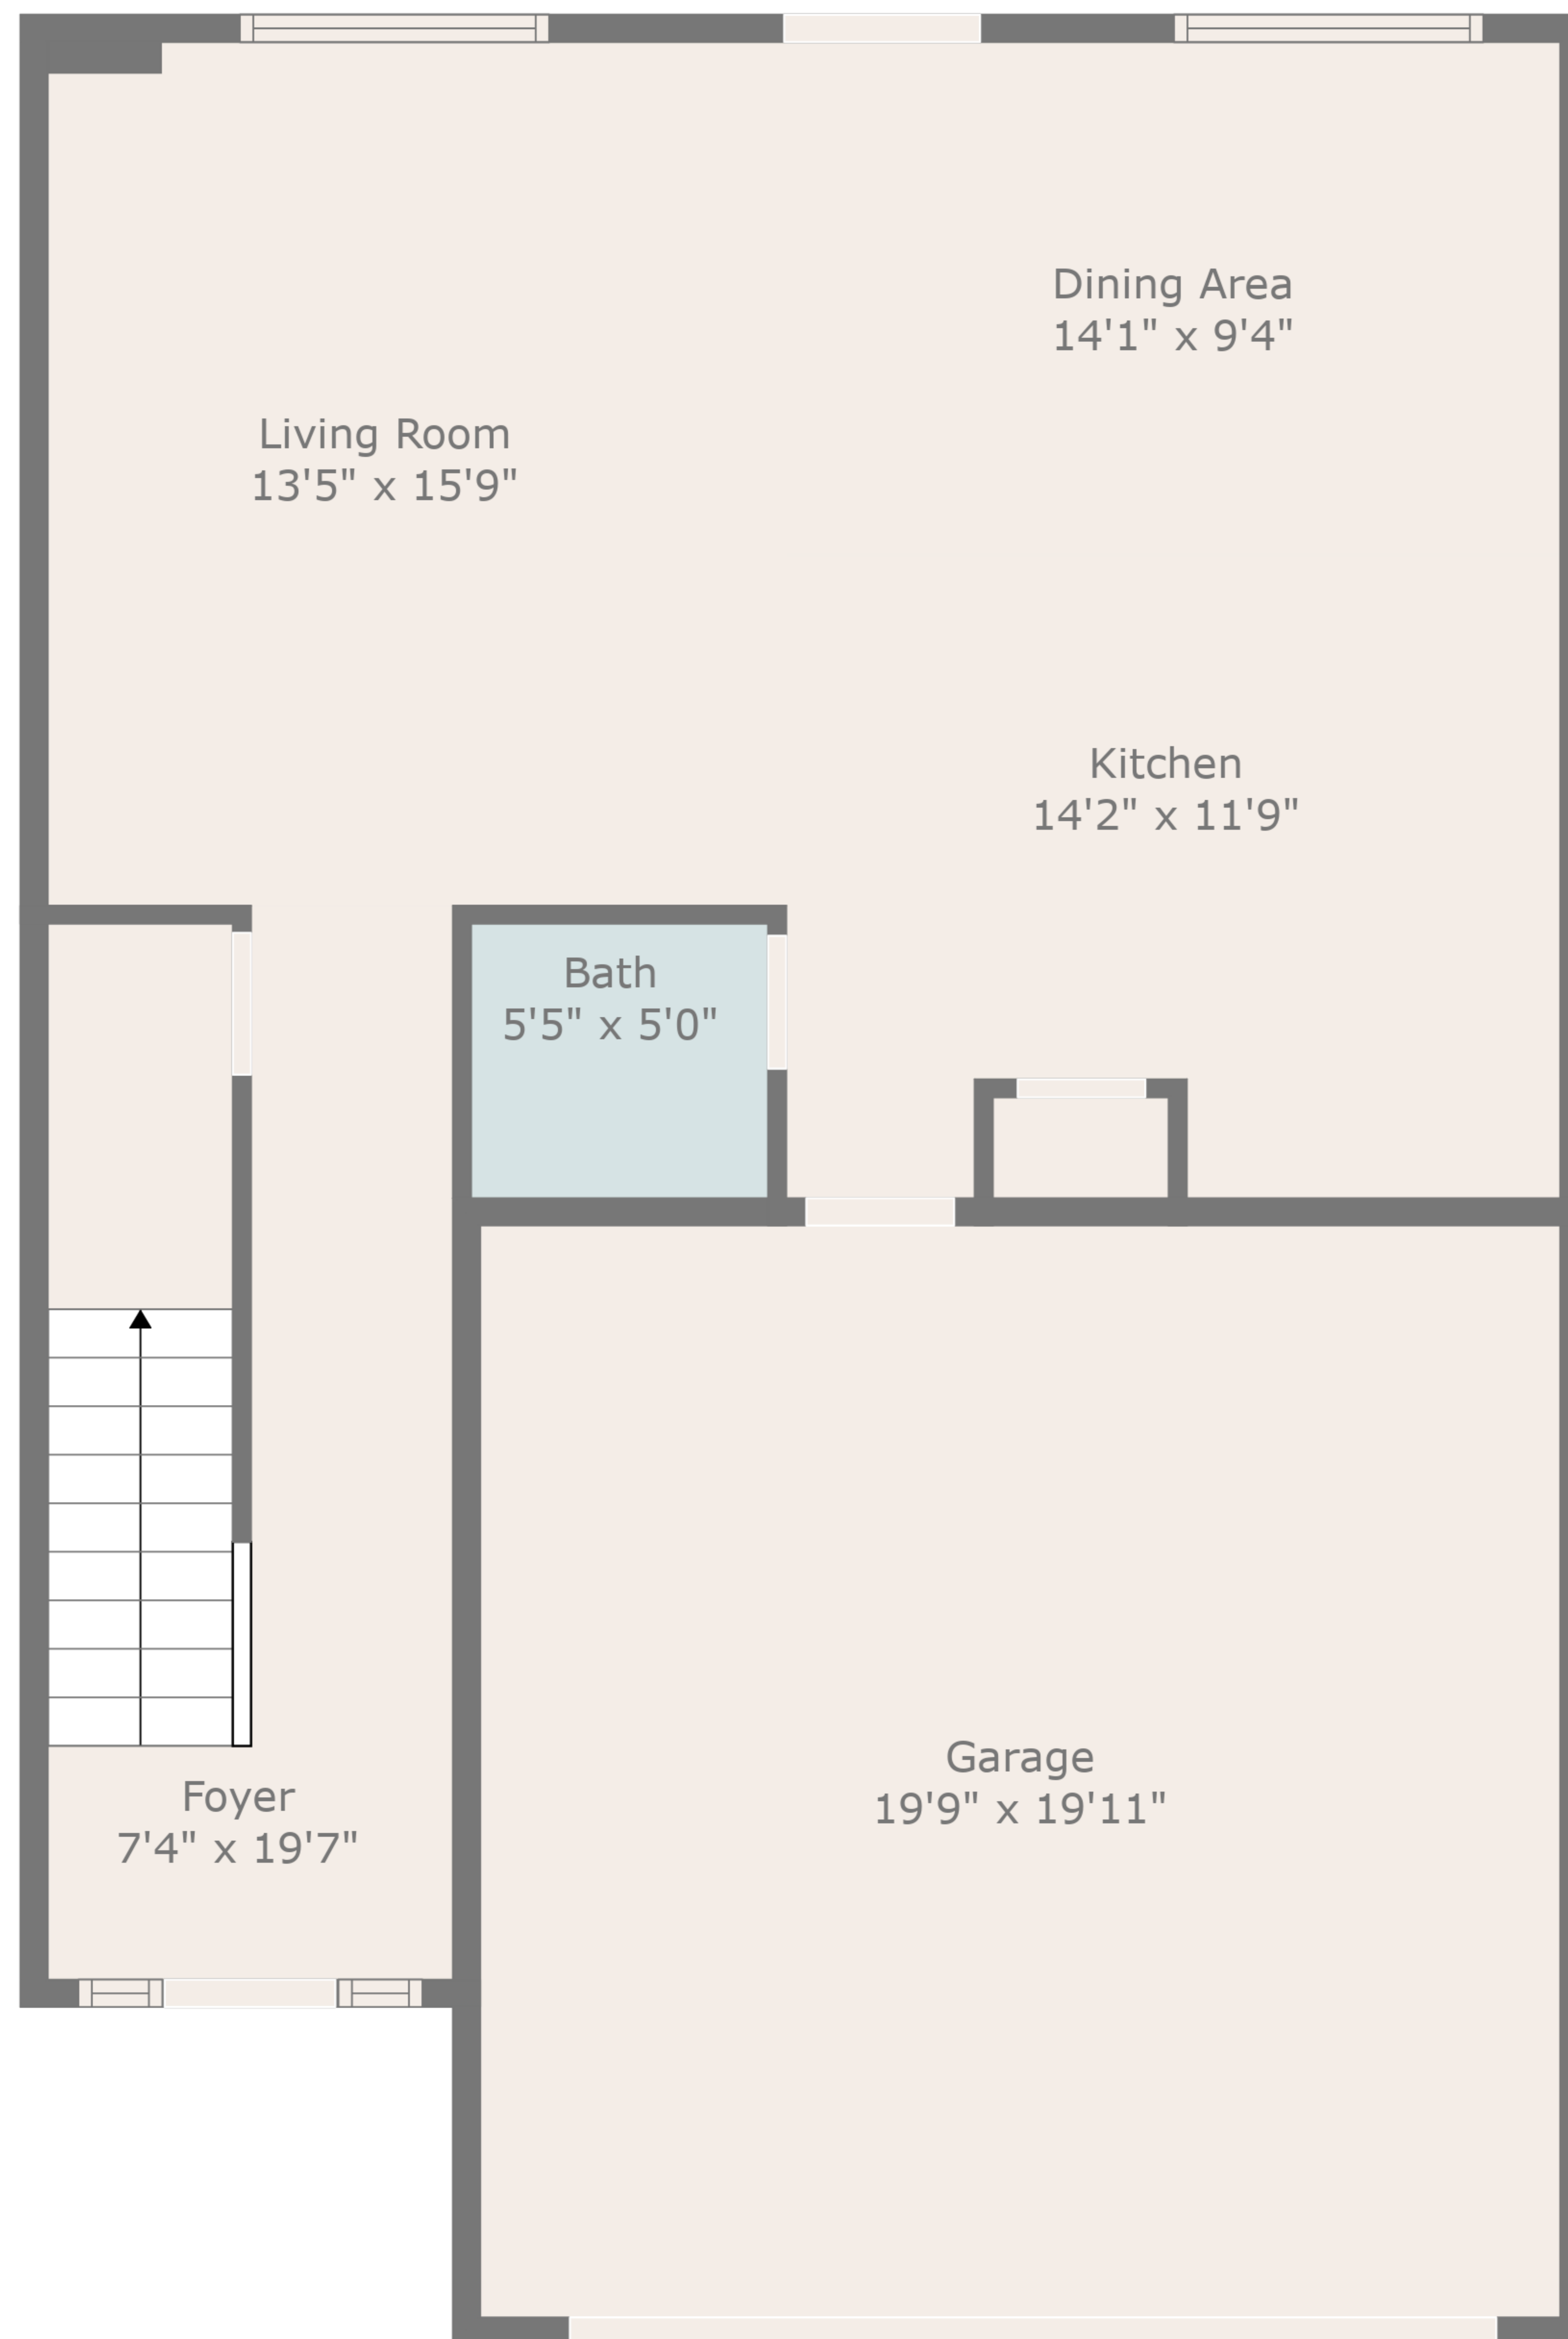 Dining Area
14'1" x 9'4"
Living Room
13'5" x 15'9"
Kitchen
14'2" x 11'9"
Bath
5'5" x 5'0"
Garage
19'9" x 19'11"
Foyer
7'4" x 19'7"